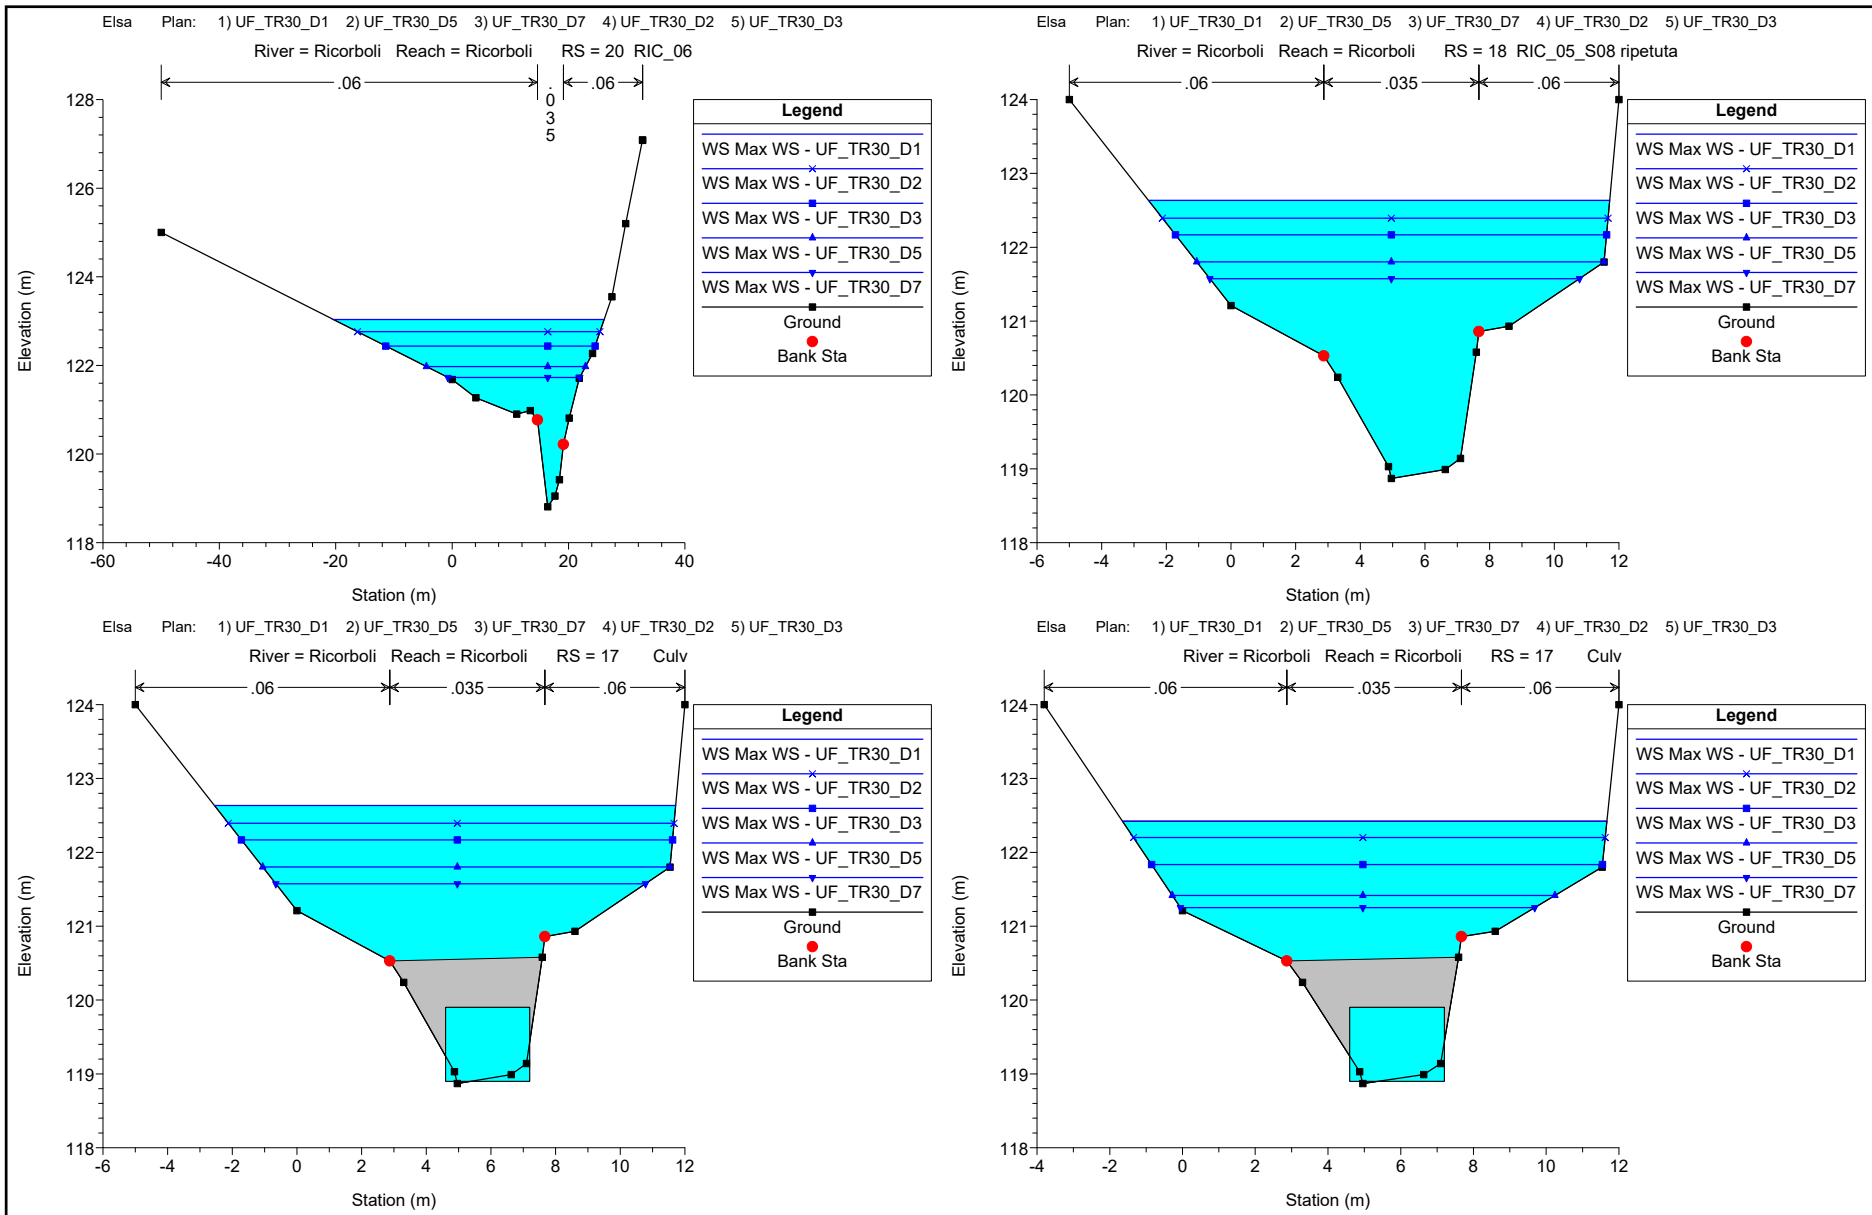 Elsa Plan: 1) UF_TR30_D1 2) UF_TR30_D5 3) UF_TR30_D7 4) UF_TR30_D2 5) UF_TR30_D3
River = Ricorboli Reach = Ricorboli RS = 20 RIC_06
.06 .035 .06
128
126
124
122
120
118
-60 -40 -20 0 20 40
Elevation (m)
Station (m)
Legend
WS Max WS - UF_TR30_D1
WS Max WS - UF_TR30_D2
WS Max WS - UF_TR30_D3
WS Max WS - UF_TR30_D5
WS Max WS - UF_TR30_D7
Ground
Bank Sta
Elsa Plan: 1) UF_TR30_D1 2) UF_TR30_D5 3) UF_TR30_D7 4) UF_TR30_D2 5) UF_TR30_D3
River = Ricorboli Reach = Ricorboli RS = 18 RIC_05_S08 ripetuta
.06 .035 .06
124
123
122
121
120
119
118
-6 -4 -2 0 2 4 6 8 10 12
Elevation (m)
Station (m)
Legend
WS Max WS - UF_TR30_D1
WS Max WS - UF_TR30_D2
WS Max WS - UF_TR30_D3
WS Max WS - UF_TR30_D5
WS Max WS - UF_TR30_D7
Ground
Bank Sta
Elsa Plan: 1) UF_TR30_D1 2) UF_TR30_D5 3) UF_TR30_D7 4) UF_TR30_D2 5) UF_TR30_D3
River = Ricorboli Reach = Ricorboli RS = 17 Culv
.06 .035 .06
124
123
122
121
120
119
118
-6 -4 -2 0 2 4 6 8 10 12
Elevation (m)
Station (m)
Legend
WS Max WS - UF_TR30_D1
WS Max WS - UF_TR30_D2
WS Max WS - UF_TR30_D3
WS Max WS - UF_TR30_D5
WS Max WS - UF_TR30_D7
Ground
Bank Sta
Elsa Plan: 1) UF_TR30_D1 2) UF_TR30_D5 3) UF_TR30_D7 4) UF_TR30_D2 5) UF_TR30_D3
River = Ricorboli Reach = Ricorboli RS = 17 Culv
.06 .035 .06
124
123
122
121
120
119
118
-4 -2 0 2 4 6 8 10 12
Elevation (m)
Station (m)
Legend
WS Max WS - UF_TR30_D1
WS Max WS - UF_TR30_D2
WS Max WS - UF_TR30_D3
WS Max WS - UF_TR30_D5
WS Max WS - UF_TR30_D7
Ground
Bank Sta